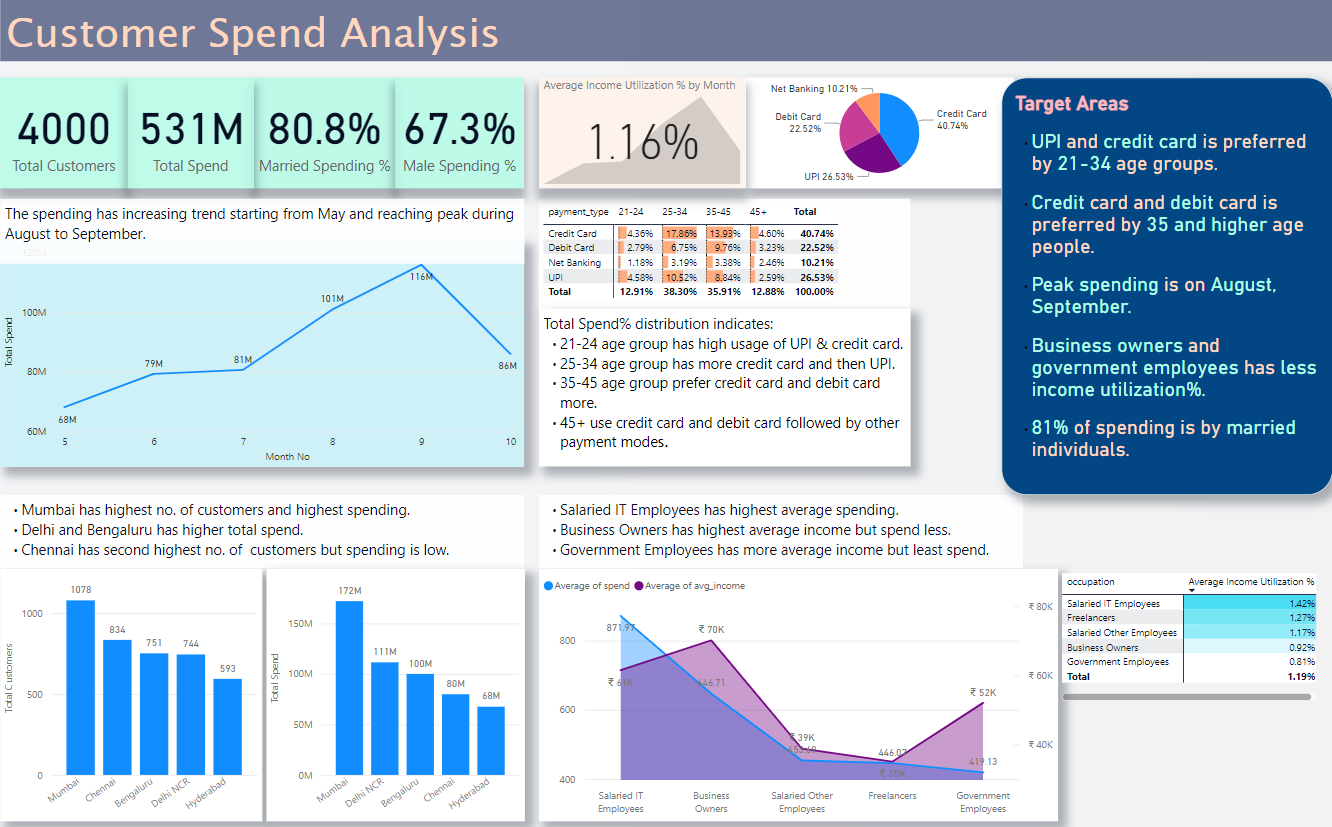 Customer Spend Analysis
4000
Total Customers
531M
Total Spend
80.8%
Married Spending %
67.3%
Male Spending %
Average Income Utilization % by Month
1.16%
Net Banking 10.21%
Debit Card
22.52%
Credit Card
40.74%
UPI 26.53%
Target Areas
UPI and credit card is preferred
by 21-34 age groups.
Credit card and debit card is
preferred by 35 and higher age
people.
Peak spending is on August,
September.
Business owners and
government employees has less
income utilization%.
81% of spending is by married
individuals.
The spending has increasing trend starting from May and reaching peak during
August to September.
120M
100M
80M
60M
Total Spend
68M
79M
81M
101M
116M
86M
5 6 7 8 9 10
Month No
payment_type 21-24 25-34 35-45 45+ Total
Credit Card 4.36% 17.86% 13.93% 4.60% 40.74%
Debit Card 2.79% 6.75% 9.76% 3.23% 22.52%
Net Banking 1.18% 3.19% 3.38% 2.46% 10.21%
UPI 4.58% 10.52% 8.84% 2.59% 26.53%
Total 12.91% 38.30% 35.91% 12.88% 100.00%
Total Spend% distribution indicates:
• 21-24 age group has high usage of UPI & credit card.
• 25-34 age group has more credit card and then UPI.
• 35-45 age group prefer credit card and debit card
more.
• 45+ use credit card and debit card followed by other
payment modes.
• Mumbai has highest no. of customers and highest spending.
• Delhi and Bengaluru has higher total spend.
• Chennai has second highest no. of customers but spending is low.
Total Customers
1000
500
0
1078
834
751
744
593
Mumbai
Chennai
Bengaluru
Delhi NCR
Hyderabad
Total Spend
150M
100M
50M
0M
172M
111M
100M
80M
68M
Mumbai
Delhi NCR
Bengaluru
Chennai
Hyderabad
• Salaried IT Employees has highest average spending.
• Business Owners has highest average income but spend less.
• Government Employees has more average income but least spend.
Average of spend Average of avg_income
800
600
400
₹ 80K
₹ 60K
₹ 40K
871.97
₹ 61K
₹ 70K
646.71
₹ 39K
446.07
₹ 35K
₹ 52K
419.13
Salaried IT
Employees
Business
Owners
Salaried Other
Employees
Freelancers
Government
Employees
occupation Average Income Utilization %
Salaried IT Employees 1.42%
Freelancers 1.27%
Salaried Other Employees 1.17%
Business Owners 0.92%
Government Employees 0.81%
Total 1.19%